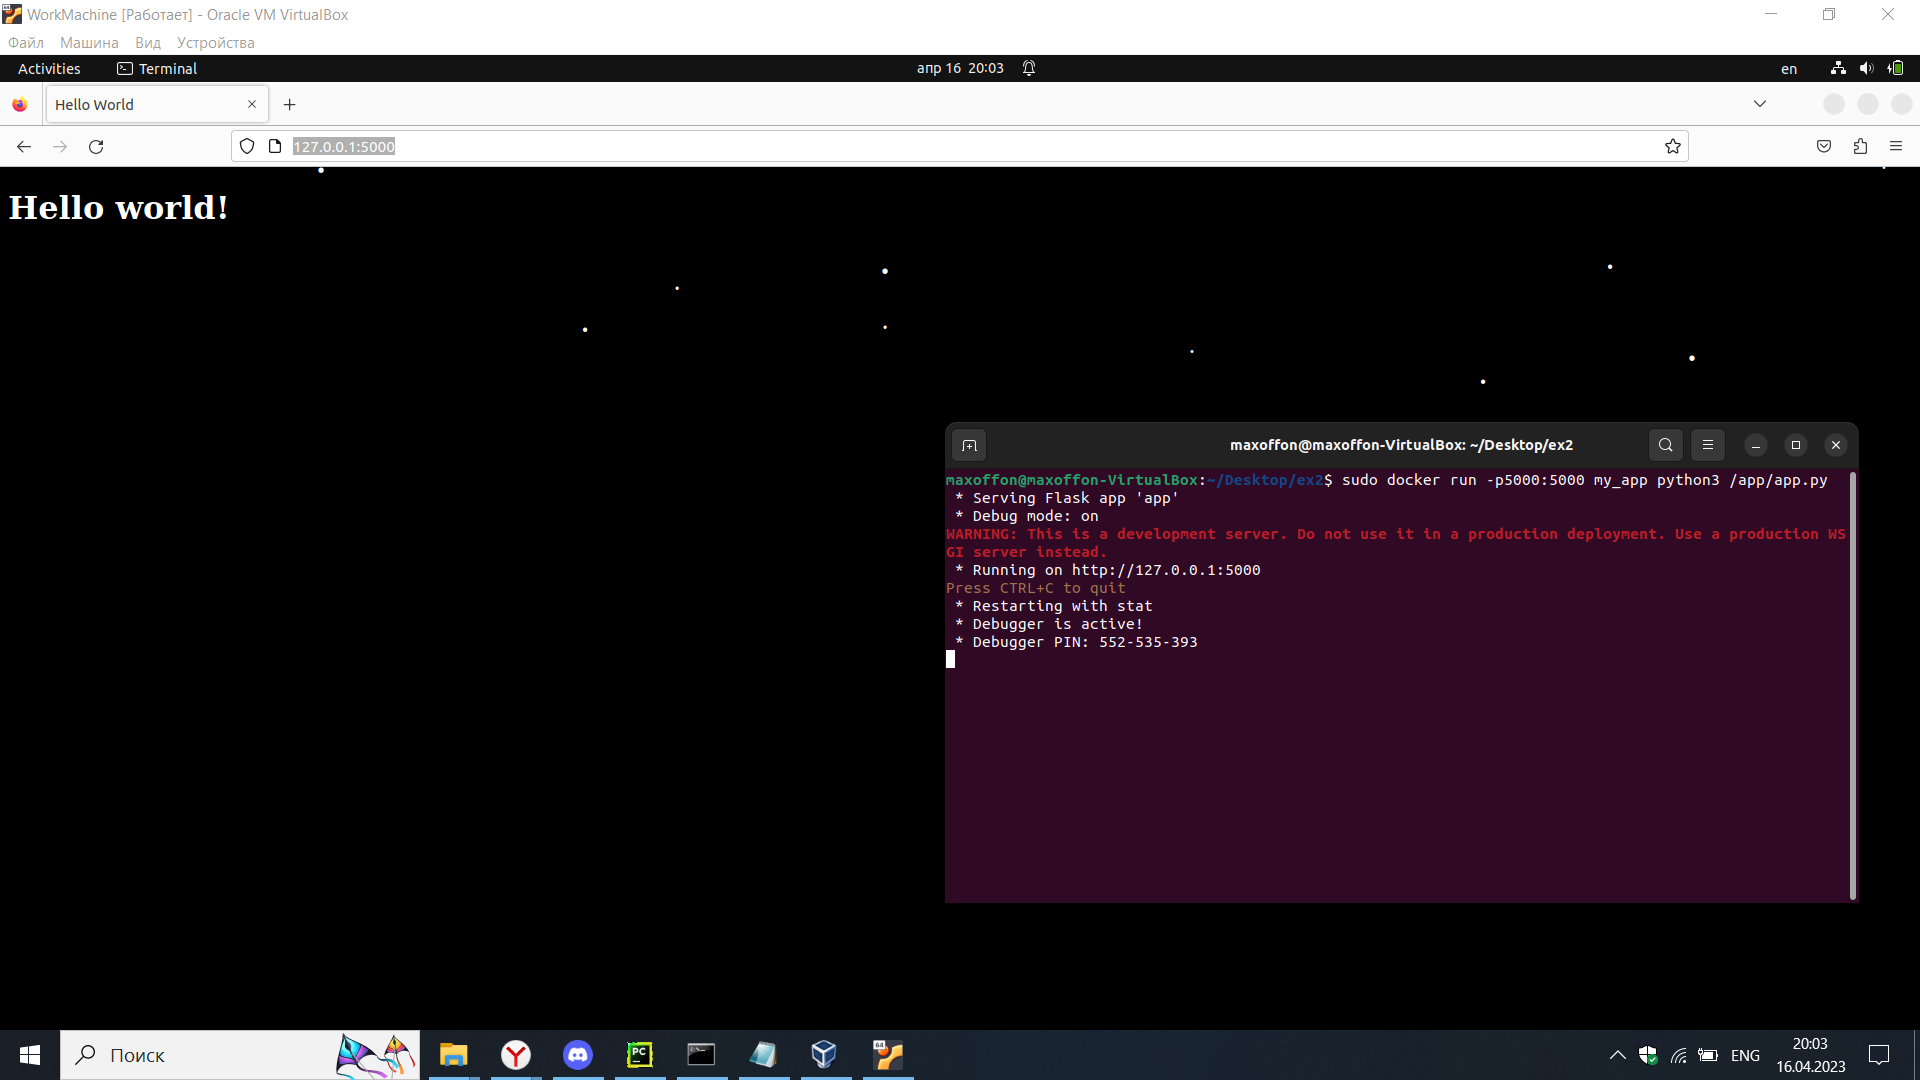 WorkMachine [Работает] - Oracle VM VirtualBox
Файл Машина Вид Устройства
Activities Terminal апр 16 20:03 en
Hello World
127.0.0.1:5000
Hello world!
maxoffon@maxoffon-VirtualBox: ~/Desktop/ex2
maxoffon@maxoffon-VirtualBox:~/Desktop/ex2$ sudo docker run -p5000:5000 my_app python3 /app/app.py
* Serving Flask app 'app'
* Debug mode: on
WARNING: This is a development server. Do not use it in a production deployment. Use a production WS
GI server instead.
* Running on http://127.0.0.1:5000
Press CTRL+C to quit
* Restarting with stat
* Debugger is active!
* Debugger PIN: 552-535-393
Поиск
PC
64
ENG
20:03
16.04.2023